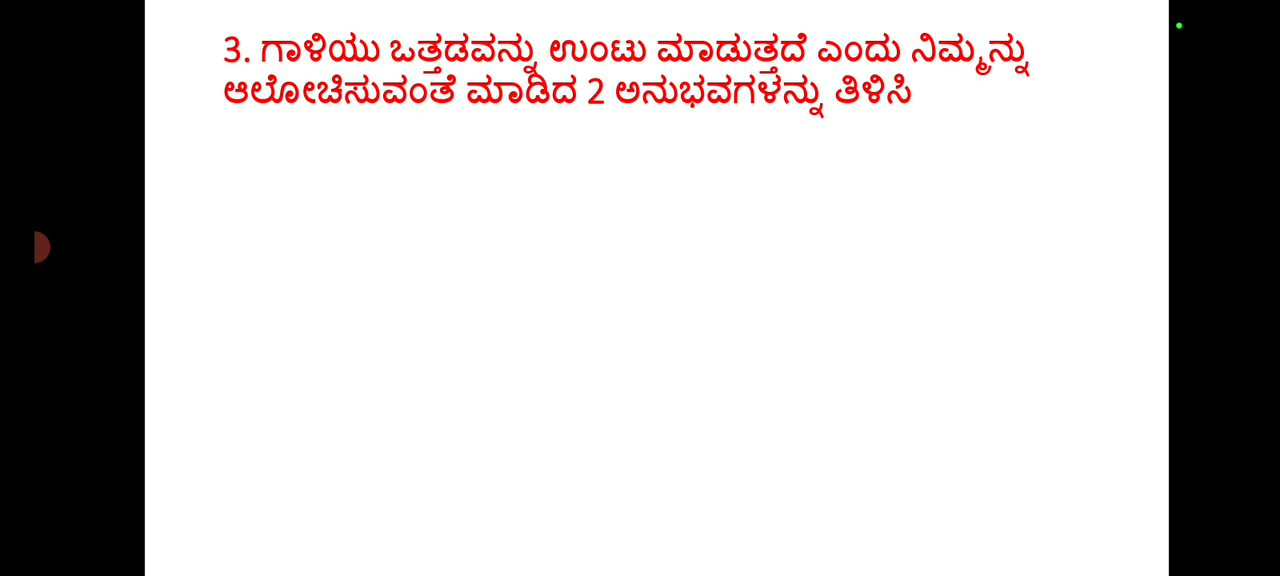 3. ಗಾಳಿಯು ಒತ್ತಡವನ್ನು ಉಂಟು ಮಾಡುತ್ತದೆ ಎಂದು ನಿಮ್ಮನ್ನು
ಆಲೋಚಿಸುವಂತೆ ಮಾಡಿದ 2 ಅನುಭವಗಳನ್ನು ತಿಳಿಸಿ